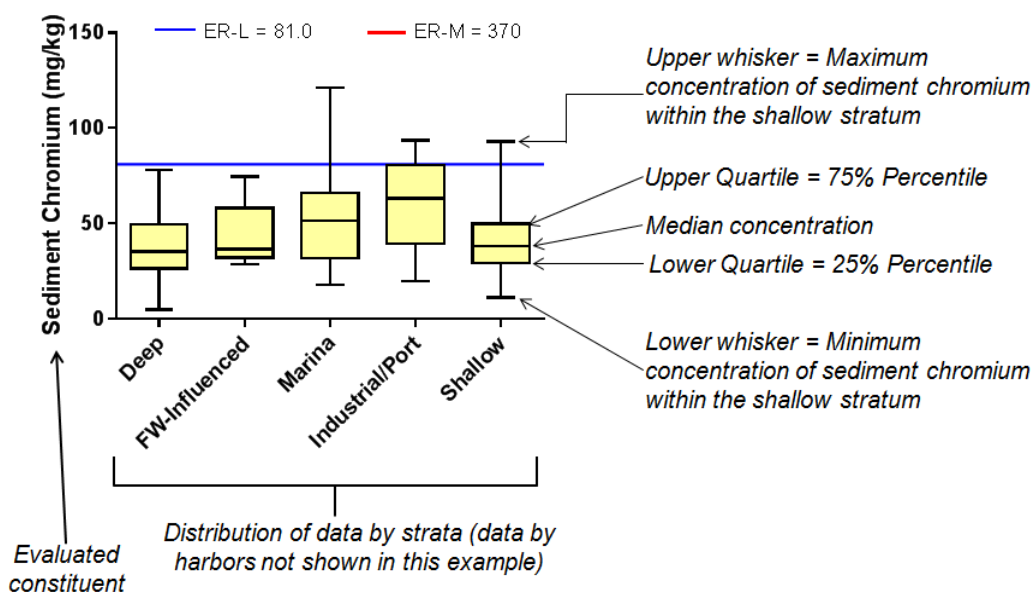 ER-L = 81.0
ER-M = 370
Sediment Chromium (mg/kg)
150
100
50
0
Deep
FW-Influenced
Marina
Industrial/Port
Shallow
Upper whisker = Maximum
concentration of sediment chromium
within the shallow stratum
Upper Quartile = 75% Percentile
Median concentration
Lower Quartile = 25% Percentile
Lower whisker = Minimum
concentration of sediment chromium
within the shallow stratum
Distribution of data by strata (data by
harbors not shown in this example)
Evaluated
constituent